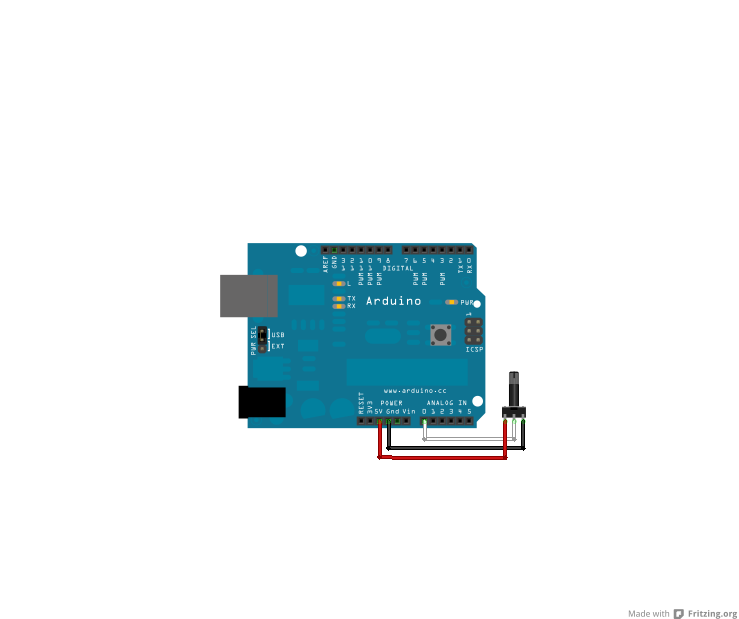 AREF
GND
13
12
11
10
9
8
7
6
5
4
3
2
1
0
PWM
PWM
PWM
PWM
PWM
PWM
TX
RX
DIGITAL
L
TX
RX
Arduino
PWR
1
ICSP
PWR SEL
USB
EXT
www.arduino.cc
POWER
ANALOG IN
RESET
3V3
5V Gnd Vin
0 1 2 3 4 5
Made with Fritzing.org